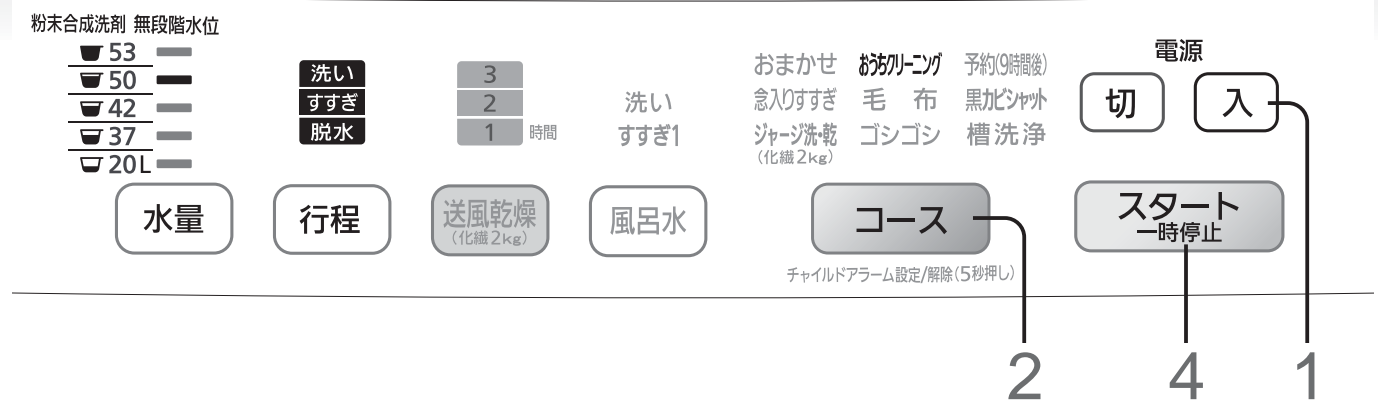 粉末合成洗剤 無段階水位
53
50
42
37
20L
洗い
すすぎ
脱水
3
2
1 時間
洗い
すすぎ1
おまかせ おうちクリーニング 予約(9時間後)
念入りすすぎ 毛 布 黒カビシャット
ジャージ洗・乾 ゴシゴシ 槽洗浄
(化繊2kg)
電源
切 入
水量 行程 送風乾燥 風呂水 コース スタート
(化繊2kg) 一時停止
チャイルドアラーム設定/解除(5秒押し)
2 4 1